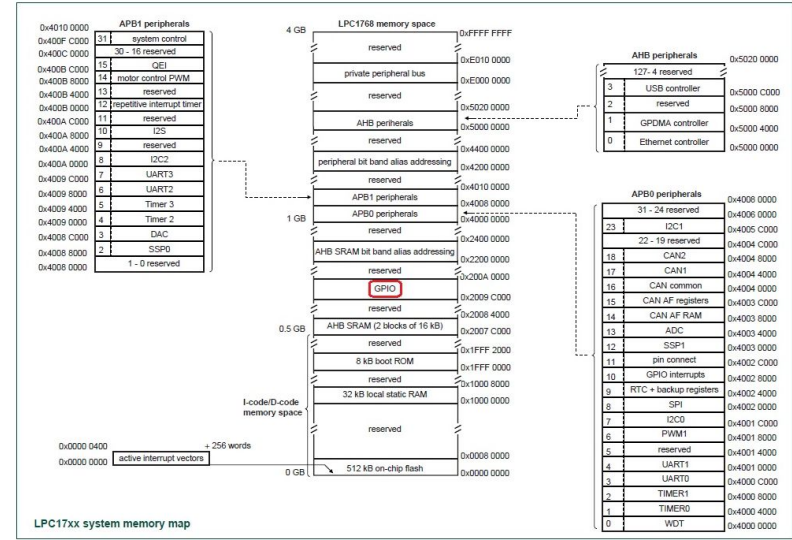 APB1 peripherals
0x4010 0000
31 system control
0x400F C000
30 - 16 reserved
0x400C 0000
15 QEI
0x400B C000
14 motor control PWM
0x400B 8000
13 reserved
0x400B 4000
12 repetitive interrupt timer
0x400B 0000
11 reserved
0x400A C000
10 I2S
0x400A 8000
9 reserved
0x400A 4000
8 I2C2
0x400A 0000
7 UART3
0x4009 C000
6 UART2
0x4009 8000
5 Timer 3
0x4009 4000
4 Timer 2
0x4009 0000
3 DAC
0x4008 C000
2 SSP0
0x4008 8000
1 - 0 reserved
0x4008 0000
LPC1768 memory space
4 GB
0xFFFF FFFF
reserved
0xE010 0000
private peripheral bus
0xE000 0000
reserved
0x5020 0000
AHB periherals
0x5000 0000
reserved
0x4400 0000
peripheral bit band alias addressing
0x4200 0000
reserved
0x4010 0000
APB1 peripherals
0x4008 0000
APB0 peripherals
1 GB
0x4000 0000
reserved
0x2400 0000
AHB SRAM bit band alias addressing
0x2200 0000
reserved
0x200A 0000
GPIO
0x2009 C000
reserved
0x2008 4000
0.5 GB
AHB SRAM (2 blocks of 16 kB)
0x2007 C000
reserved
0x1FFF 2000
8 kB boot ROM
0x1FFF 0000
reserved
0x1000 8000
32 kB local static RAM
0x1000 0000
I-code/D-code
memory space
reserved
0x0008 0000
512 kB on-chip flash
0 GB
0x0000 0000
0x0000 0400
+ 256 words
active interrupt vectors
0x0000 0000
AHB peripherals
0x5020 0000
127- 4 reserved
3 USB controller
0x5000 C000
2 reserved
0x5000 8000
1 GPDMA controller
0x5000 4000
0 Ethernet controller
0x5000 0000
APB0 peripherals
0x4008 0000
31 - 24 reserved
0x4006 0000
23 I2C1
0x4005 C000
22 - 19 reserved
0x4004 C000
18 CAN2
0x4004 8000
17 CAN1
0x4004 4000
16 CAN common
0x4004 0000
15 CAN AF registers
0x4003 C000
14 CAN AF RAM
0x4003 8000
13 ADC
0x4003 4000
12 SSP1
0x4003 0000
11 pin connect
0x4002 C000
10 GPIO interrupts
0x4002 8000
9 RTC + backup registers
0x4002 4000
8 SPI
0x4002 0000
7 I2C0
0x4001 C000
6 PWM1
0x4001 8000
5 reserved
0x4001 4000
4 UART1
0x4001 0000
3 UART0
0x4000 C000
2 TIMER1
0x4000 8000
1 TIMER0
0x4000 4000
0 WDT
0x4000 0000
LPC17xx system memory map